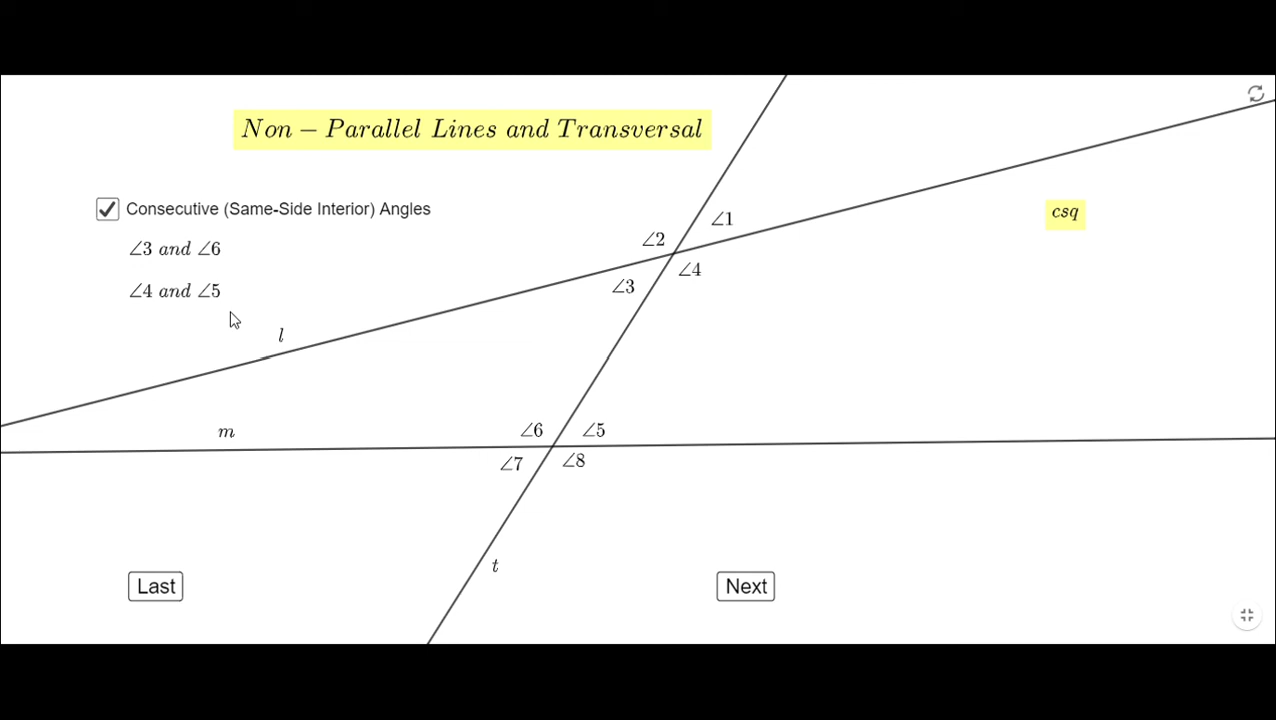 Non – Parallel Lines and Transversal
Consecutive (Same-Side Interior) Angles
∠3 and ∠6
∠4 and ∠5
csq
∠1
∠2
∠4
∠3
l
m
∠6
∠5
∠7
∠8
t
Last
Next